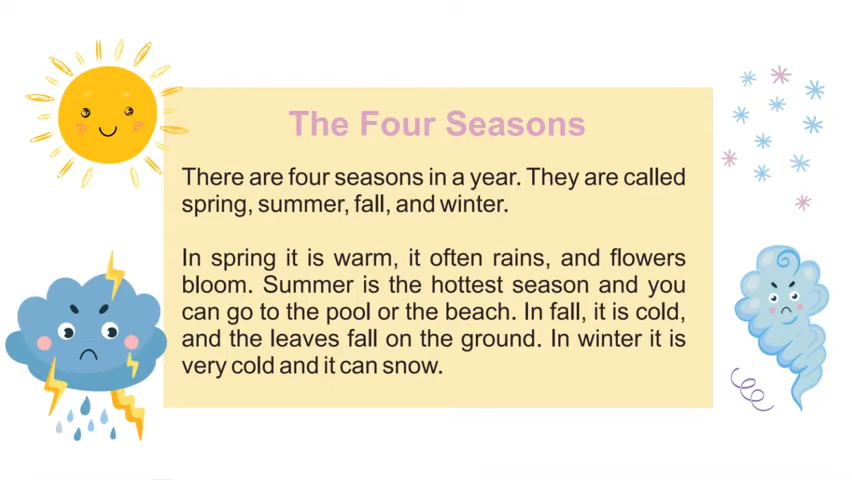 The Four Seasons
There are four seasons in a year. They are called
spring, summer, fall, and winter.
In spring it is warm, it often rains, and flowers
bloom. Summer is the hottest season and you
can go to the pool or the beach. In fall, it is cold,
and the leaves fall on the ground. In winter it is
very cold and it can snow.